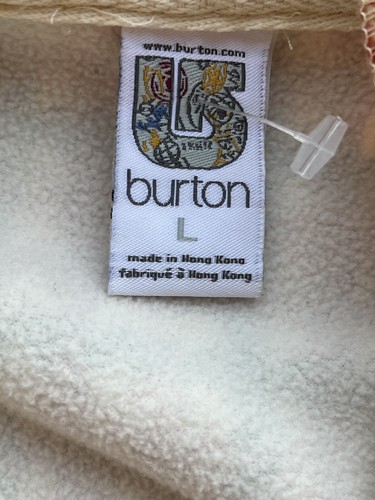 www.burton.com
burton
L
made in Hong Kong
fabriqué à Hong Kong